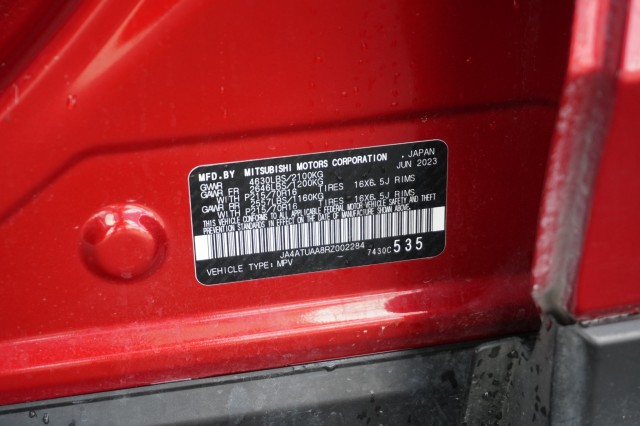 MFD.BY MITSUBISHI MOTORS CORPORATION , JAPAN
GVWR 4630LBS/2100KG JUN 2023
GAWR FR 2646LBS/1200KG
WITH P215/70R16 TIRES 16X6.5J RIMS
GAWR RR 2557LBS/1160KG
WITH P215/70R16 TIRES 16X6.5J RIMS
THIS VEHICLE CONFORMS TO ALL APPLICABLE FEDERAL MOTOR VEHICLE SAFETY, BUMPER AND THEFT
PREVENTION STANDARDS IN EFFECT ON THE DATE OF MANUFACTURE SHOWN ABOVE.
JA4ATUAA8RZ002284 7430C 535
VEHICLE TYPE: MPV